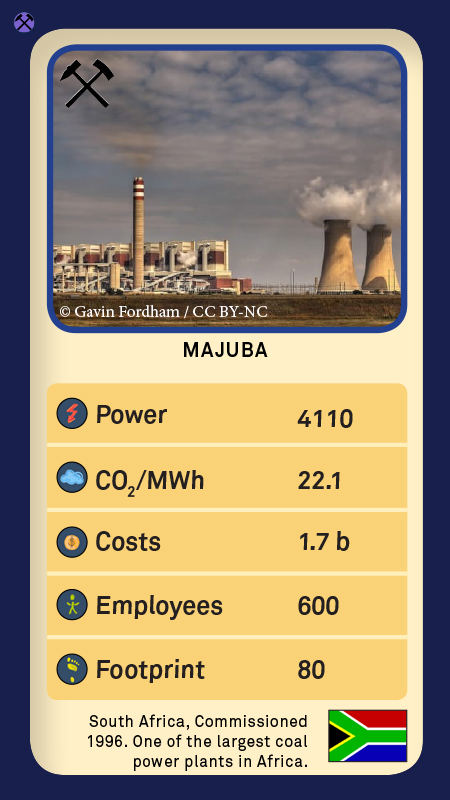 © Gavin Fordham / CC BY-NC
MAJUBA
Power 4110
CO₂/MWh 22.1
Costs 1.7 b
Employees 600
Footprint 80
South Africa, Commissioned
1996. One of the largest coal
power plants in Africa.